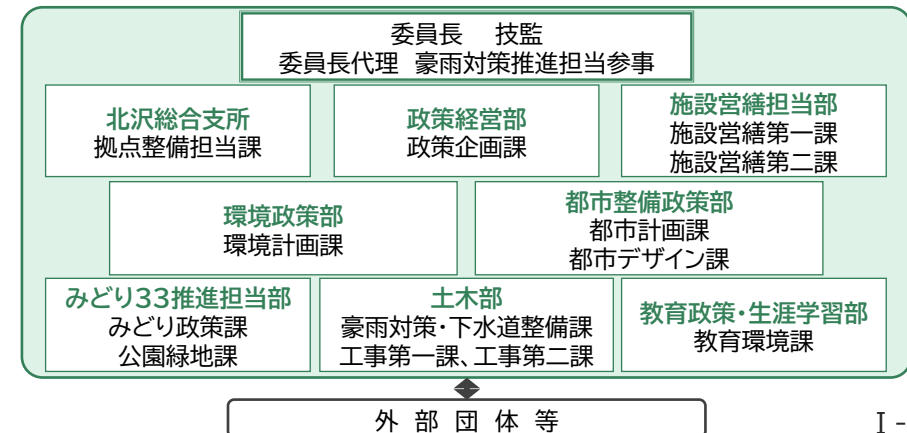 委員長　技監
委員長代理 豪雨対策推進担当参事
北沢総合支所
拠点整備担当課
政策経営部
政策企画課
施設営繕担当部
施設営繕第一課
施設営繕第二課
環境政策部
環境計画課
都市整備政策部
都市計画課
都市デザイン課
みどり33推進担当部
みどり政策課
公園緑地課
土木部
豪雨対策・下水道整備課
工事第一課、工事第二課
教育政策・生涯学習部
教育環境課
外 部 団 体 等
Ⅰ-